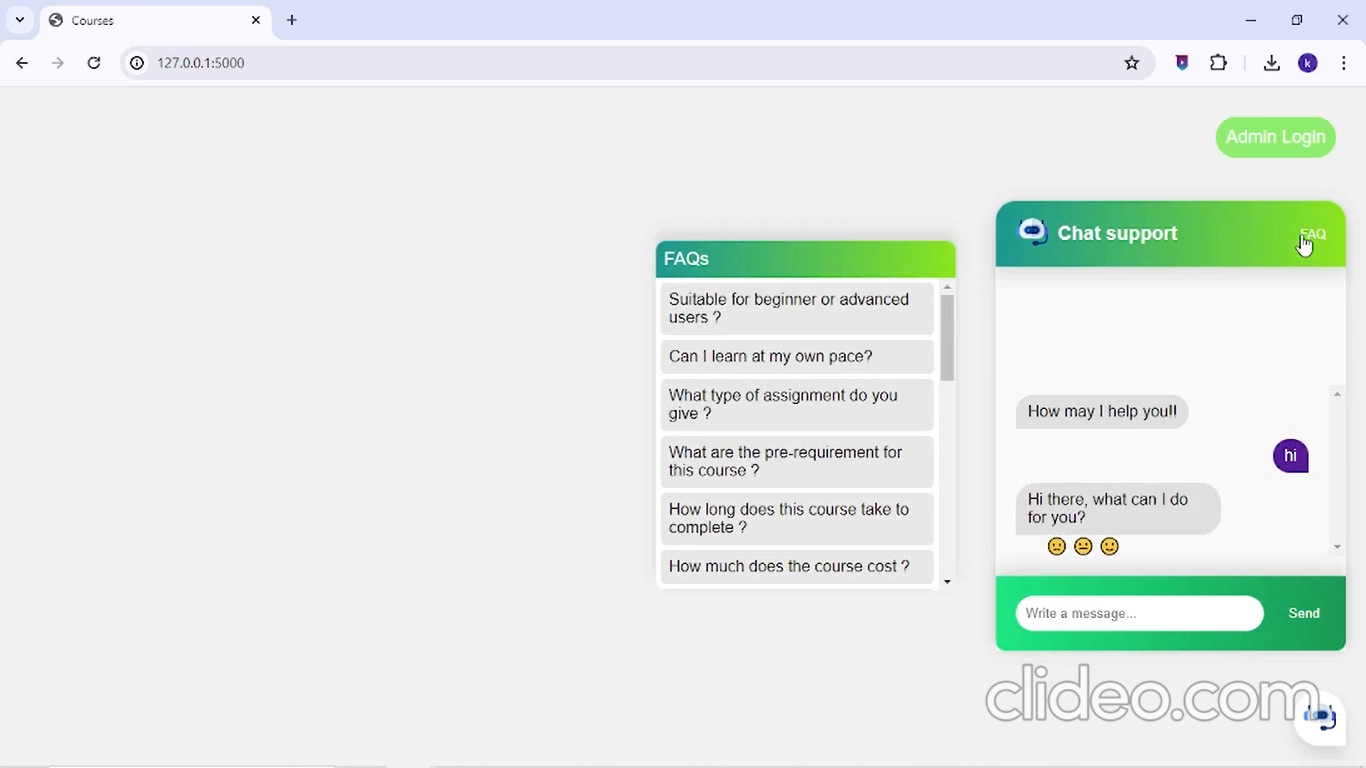 Courses
127.0.0.1:5000
k
Admin Login
Chat support
FAQ
FAQs
Suitable for beginner or advanced
users ?
Can I learn at my own pace?
What type of assignment do you
give ?
What are the pre-requirement for
this course ?
How long does this course take to
complete ?
How much does the course cost ?
How may I help you!!
hi
Hi there, what can I do
for you?
Write a message...
Send
clideo.com